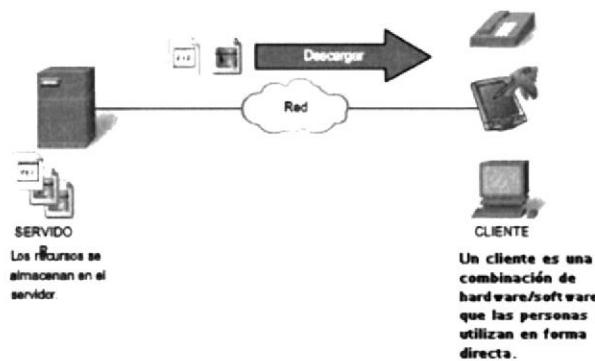 Descargar
Red
SERVIDO
R
Los recursos se
almacenan en el
servidor.
CLIENTE
Un cliente es una
combinación de
hardware/software
que las personas
utilizan en forma
directa.